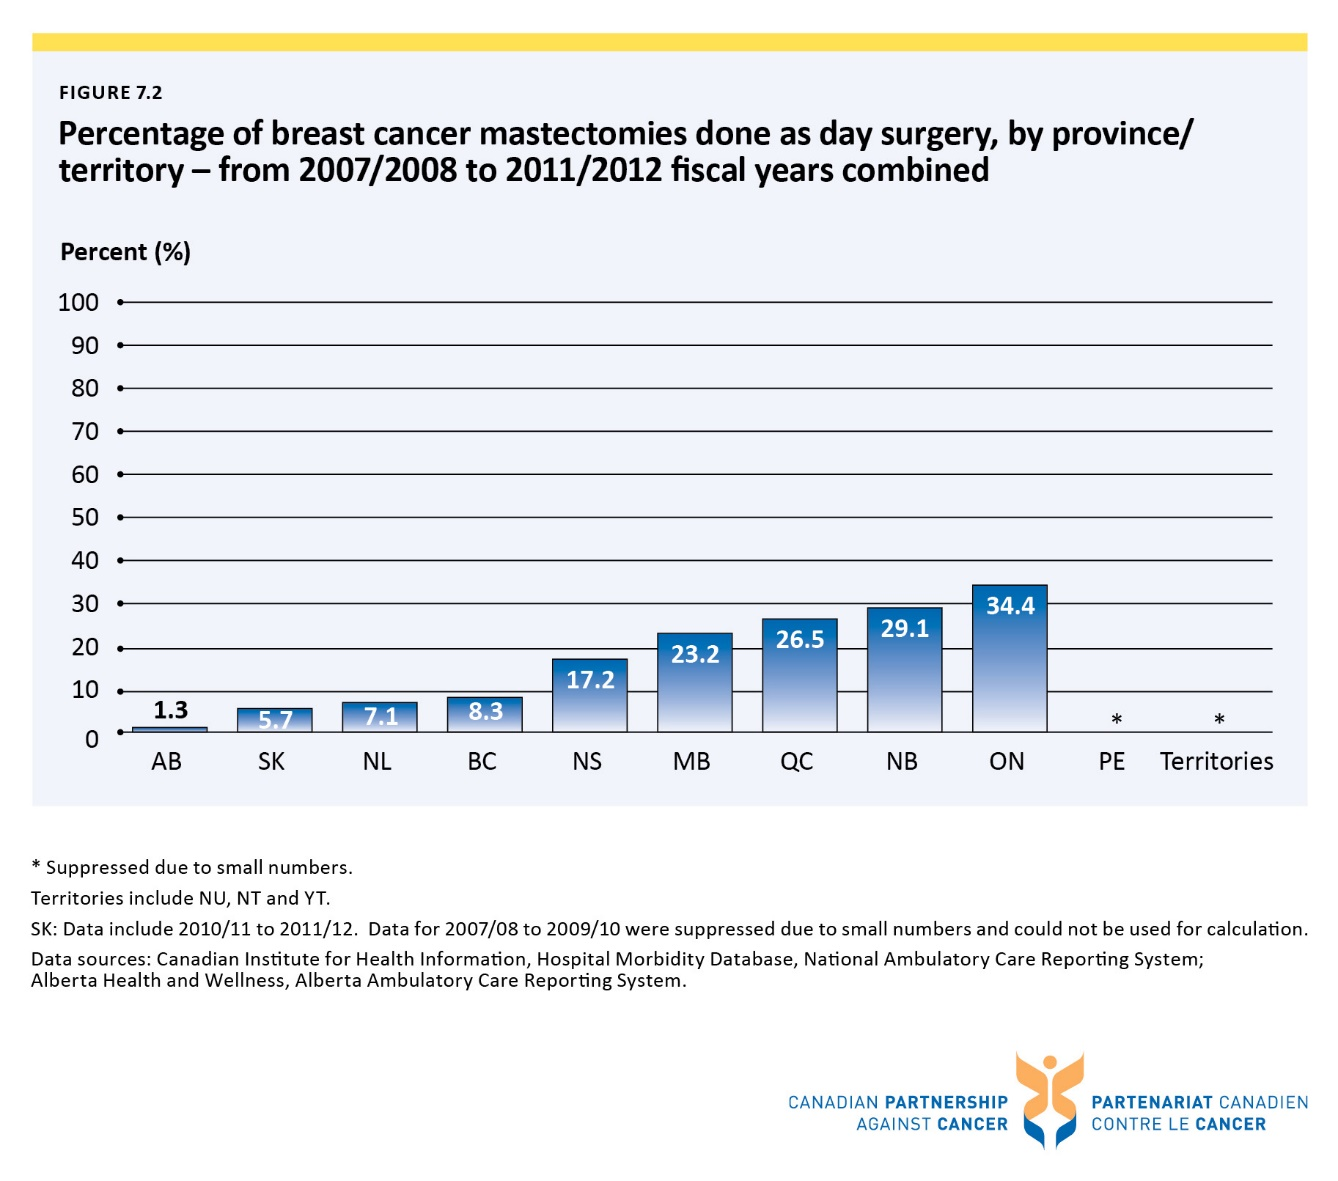 FIGURE 7.2
Percentage of breast cancer mastectomies done as day surgery, by province/
territory – from 2007/2008 to 2011/2012 fiscal years combined
Percent (%)
100
90
80
70
60
50
40
30
20
10
0
1.3
5.7
7.1
8.3
17.2
23.2
26.5
29.1
34.4
*
*
AB
SK
NL
BC
NS
MB
QC
NB
ON
PE
Territories
* Suppressed due to small numbers.
Territories include NU, NT and YT.
SK: Data include 2010/11 to 2011/12. Data for 2007/08 to 2009/10 were suppressed due to small numbers and could not be used for calculation.
Data sources: Canadian Institute for Health Information, Hospital Morbidity Database, National Ambulatory Care Reporting System;
Alberta Health and Wellness, Alberta Ambulatory Care Reporting System.
CANADIAN PARTNERSHIP
AGAINST CANCER
PARTENARIAT CANADIEN
CONTRE LE CANCER